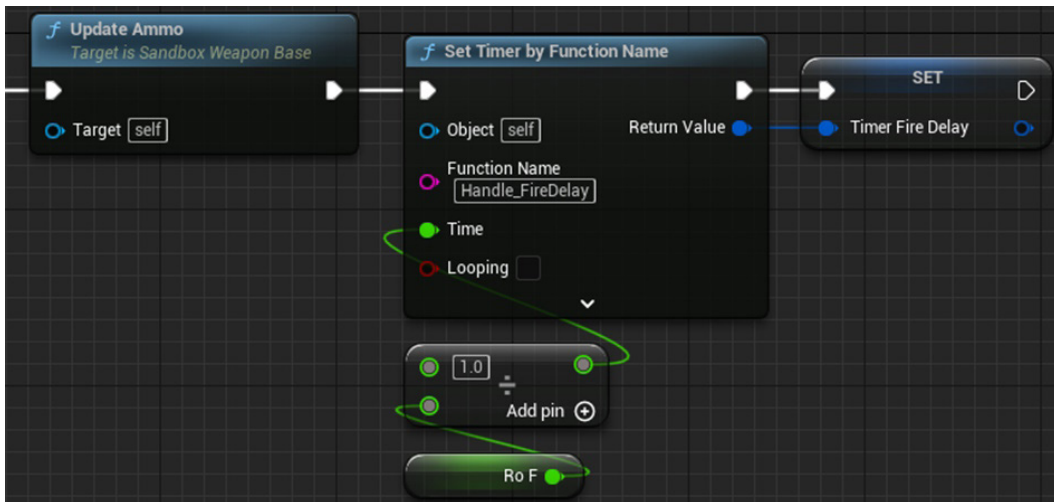 Update Ammo
Target is Sandbox Weapon Base
Target self
Set Timer by Function Name
Object self
Return Value
Function Name
Handle_FireDelay
Time
Looping
SET
Timer Fire Delay
1.0
÷
Add pin
Ro F